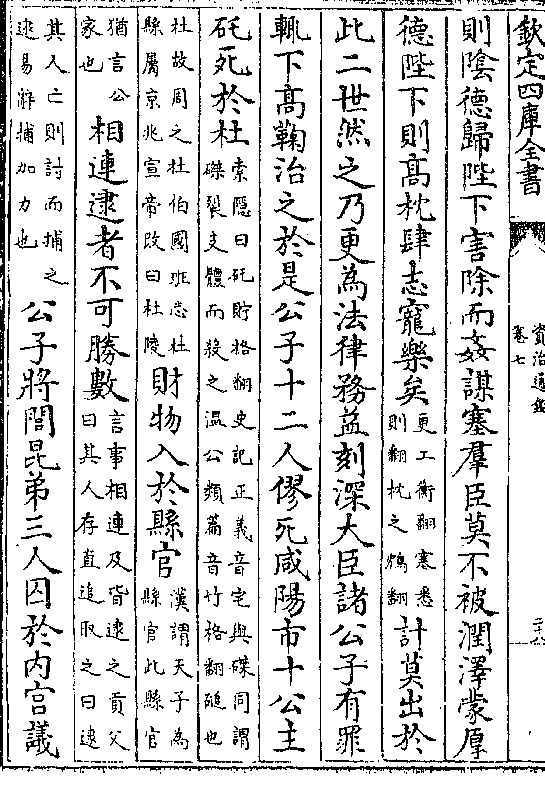 欽定四庫全書
資治通鑑
卷七
則隂德歸陛下害除而姦謀塞羣臣莫不被潤澤蒙厚
德陛下則髙枕肆志寵樂矣
更工衡翻塞悉
則翻枕之鴆翻
計莫出於
此二世然之乃更為法律務益刻深大臣諸公子有罪
輒下髙鞠治之於是公子十二人僇死咸陽市十公主
矺死於杜
索隱曰矺貯格翻史記正義音宅與磔同謂
磔裂支體而殺之温公類篇音竹格翻磓也
杜故周之杜伯國班志杜
縣屬京兆宣帝改曰杜陵
財物入於縣官
漢謂天子為
縣官此縣官
猶言公
家也
相連逮者不可勝數
言事相連及皆逮之貢父
曰其人存直追取之曰逮
其人亡則討而捕之
逮易辭捕加力也
公子將閭昆弟三人囚於内宫議